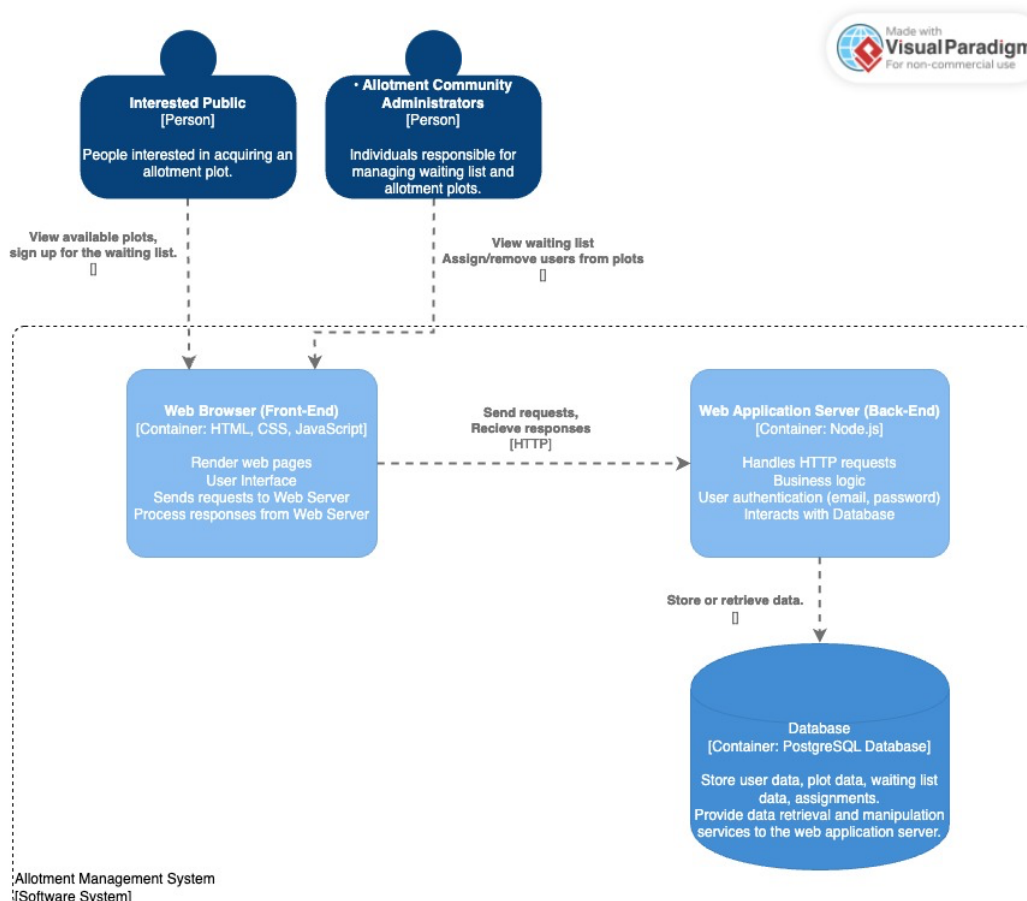 Made with
Visual Paradigm
For non-commercial use
Interested Public
[Person]
People interested in acquiring an
allotment plot.
• Allotment Community
Administrators
[Person]
Individuals responsible for
managing waiting list and
allotment plots.
View available plots,
sign up for the waiting list.
[]
View waiting list
Assign/remove users from plots
[]
Web Browser (Front-End)
[Container: HTML, CSS, JavaScript]
Render web pages
User Interface
Sends requests to Web Server
Process responses from Web Server
Send requests,
Recieve responses
[HTTP]
Web Application Server (Back-End)
[Container: Node.js]
Handles HTTP requests
Business logic
User authentication (email, password)
Interacts with Database
Store or retrieve data.
[]
Database
[Container: PostgreSQL Database]
Store user data, plot data, waiting list
data, assignments.
Provide data retrieval and manipulation
services to the web application server.
Allotment Management System
[Software System]